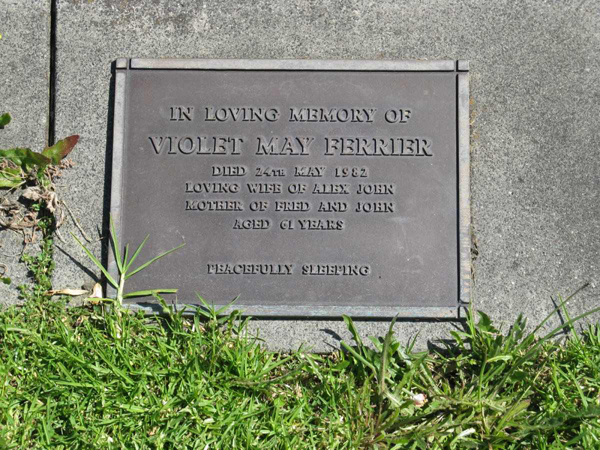 IN LOVING MEMORY OF
VIOLET MAY FERRIER
DIED 24TH MAY 1982
LOVING WIFE OF ALEX JOHN
MOTHER OF FRED AND JOHN
AGED 61 YEARS
PEACEFULLY SLEEPING